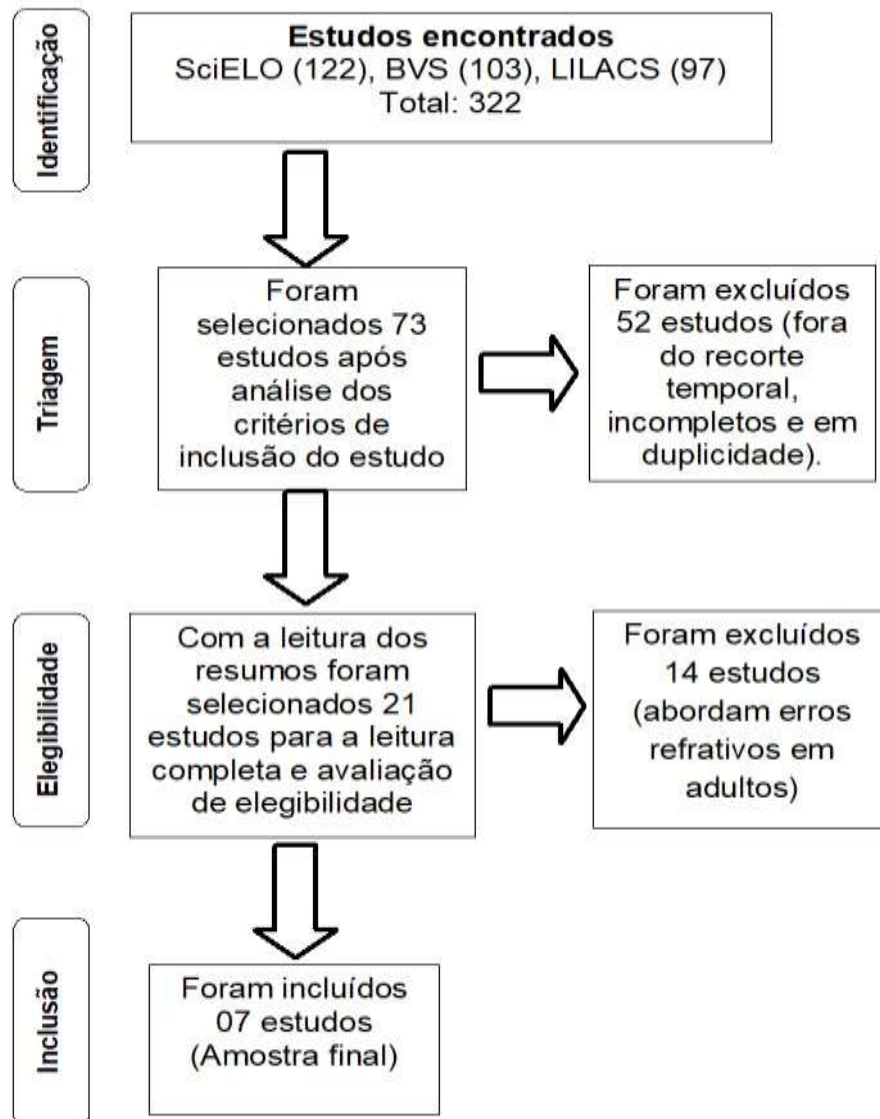 Identificação
Estudos encontrados
SciELO (122), BVS (103), LILACS (97)
Total: 322
Triagem
Foram
selecionados 73
estudos após
análise dos
critérios de
inclusão do estudo
Foram excluídos
52 estudos (fora
do recorte
temporal,
incompletos e em
duplicidade).
Elegibilidade
Com a leitura dos
resumos foram
selecionados 21
estudos para a leitura
completa e avaliação
de elegibilidade
Foram excluídos
14 estudos
(abordam erros
refrativos em
adultos)
Inclusão
Foram incluídos
07 estudos
(Amostra final)